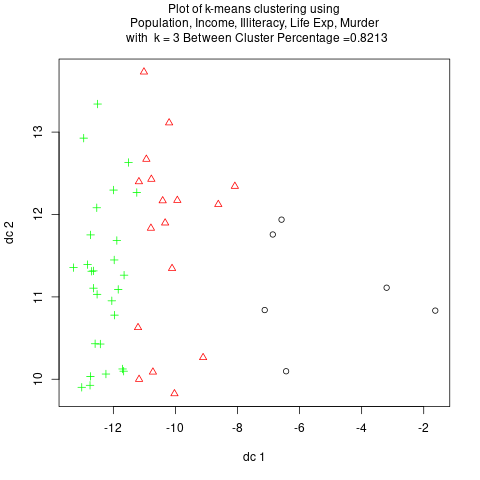 Plot of k-means clustering using
Population, Income, Illiteracy, Life Exp, Murder
with k = 3 Between Cluster Percentage =0.8213
13
12
dc 2
11
10
-12 -10 -8 -6 -4 -2
dc 1